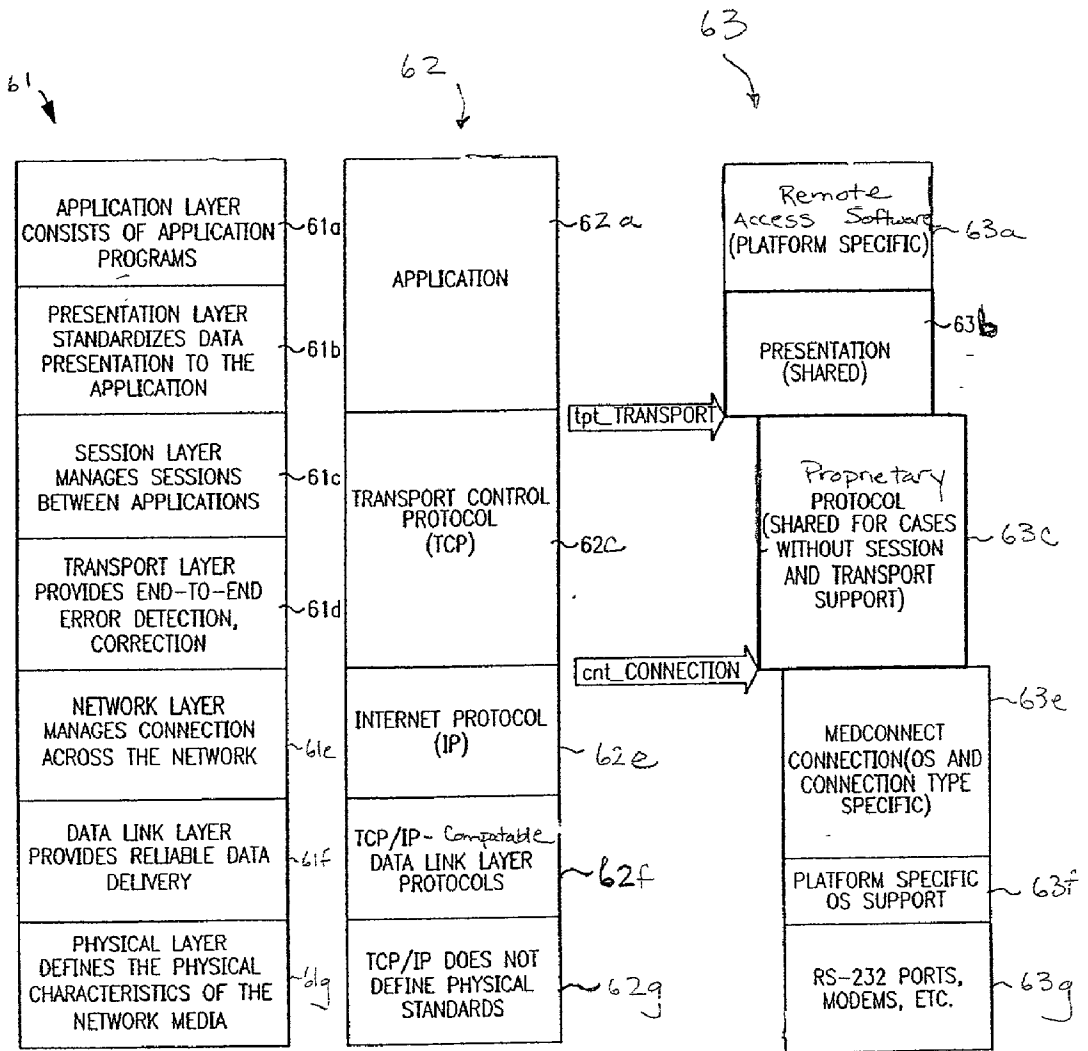 61
62
63
APPLICATION LAYER
CONSISTS OF APPLICATION
PROGRAMS
61a
PRESENTATION LAYER
STANDARDIZES DATA
PRESENTATION TO THE
APPLICATION
61b
SESSION LAYER
MANAGES SESSIONS
BETWEEN APPLICATIONS
61c
TRANSPORT LAYER
PROVIDES END-TO-END
ERROR DETECTION,
CORRECTION
61d
NETWORK LAYER
MANAGES CONNECTION
ACROSS THE NETWORK
61e
DATA LINK LAYER
PROVIDES RELIABLE DATA
DELIVERY
61f
PHYSICAL LAYER
DEFINES THE PHYSICAL
CHARACTERISTICS OF THE
NETWORK MEDIA
61g
APPLICATION
62a
TRANSPORT CONTROL
PROTOCOL
(TCP)
62c
INTERNET PROTOCOL
(IP)
62e
TCP/IP- Compatable
DATA LINK LAYER
PROTOCOLS
62f
TCP/IP DOES NOT
DEFINE PHYSICAL
STANDARDS
62g
tpt_TRANSPORT
cnt_CONNECTION
Remote
Access Software
(PLATFORM SPECIFIC)
63a
PRESENTATION
(SHARED)
63b
Proprietary
PROTOCOL
(SHARED FOR CASES
WITHOUT SESSION
AND TRANSPORT
SUPPORT)
63c
MEDCONNECT
CONNECTION(OS AND
CONNECTION TYPE
SPECIFIC)
63e
PLATFORM SPECIFIC
OS SUPPORT
63f
RS-232 PORTS,
MODEMS, ETC.
63g